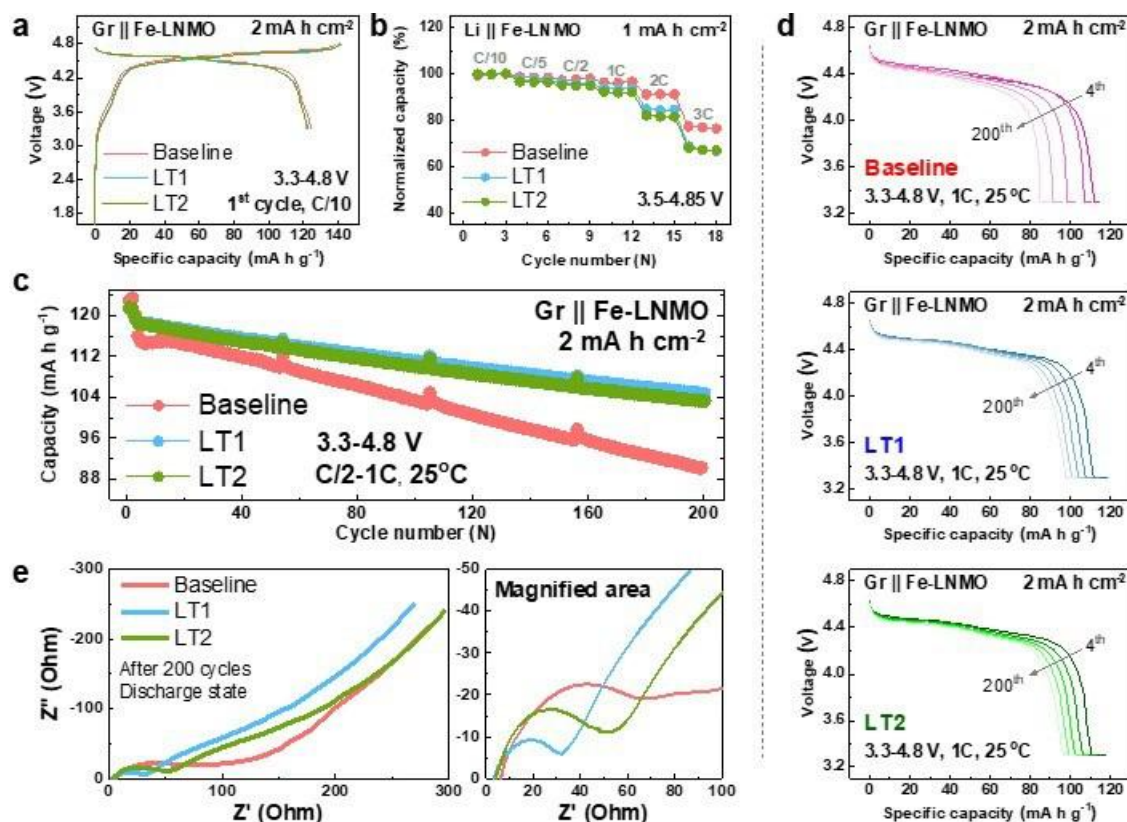 a
Gr || Fe-LNMO 2 mA h cm⁻²
4.8
4.2
3.6
3.0
2.4
1.8
Voltage (v)
Baseline
LT1
LT2
3.3-4.8 V
1ˢᵗ cycle, C/10
0 20 40 60 80 100 120 140
Specific capacity (mA h g⁻¹)
b
Li || Fe-LNMO 1 mA h cm⁻²
120
100
80
60
40
Normalized capacity (%)
C/10 C/5 C/2 1C 2C 3C
Baseline
LT1
LT2
3.5-4.85 V
0 3 6 9 12 15 18
Cycle number (N)
c
Gr || Fe-LNMO
2 mA h cm⁻²
120
112
104
96
88
Capacity (mA h g⁻¹)
Baseline
LT1
LT2
3.3-4.8 V
C/2-1C, 25°C
0 40 80 120 160 200
Cycle number (N)
d
Gr || Fe-LNMO 2 mA h cm⁻²
4.8
4.4
4.0
3.6
3.2
Voltage (v)
4ᵗʰ
200ᵗʰ
Baseline
3.3-4.8 V, 1C, 25 °C
0 20 40 60 80 100 120
Specific capacity (mA h g⁻¹)
Gr || Fe-LNMO 2 mA h cm⁻²
4.8
4.4
4.0
3.6
3.2
Voltage (v)
4ᵗʰ
200ᵗʰ
LT1
3.3-4.8 V, 1C, 25 °C
0 20 40 60 80 100 120
Specific capacity (mA h g⁻¹)
Gr || Fe-LNMO 2 mA h cm⁻²
4.8
4.4
4.0
3.6
3.2
Voltage (v)
4ᵗʰ
200ᵗʰ
LT2
3.3-4.8 V, 1C, 25 °C
0 20 40 60 80 100 120
Specific capacity (mA h g⁻¹)
e
-300
-200
-100
0
Z" (Ohm)
Baseline
LT1
LT2
After 200 cycles
Discharge state
0 100 200 300
Z' (Ohm)
Magnified area
-50
-40
-30
-20
-10
0
0 20 40 60 80 100
Z' (Ohm)